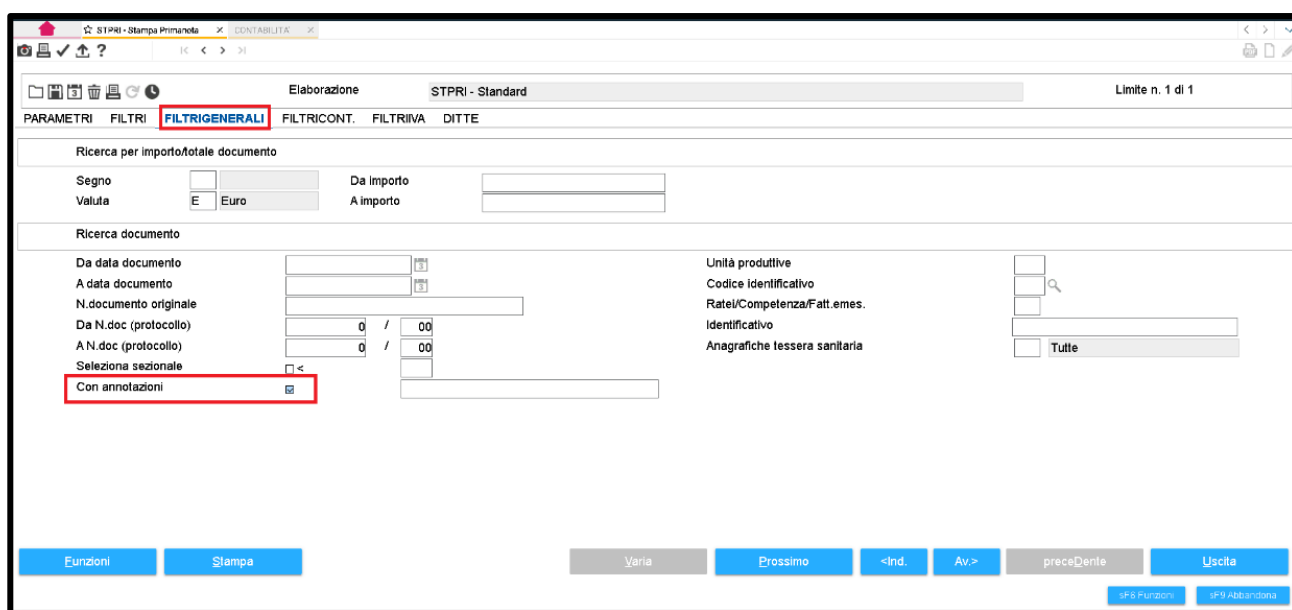 STPRI - Stampa Primanota × CONTABILITA' ×
Elaborazione STPRI - Standard Limite n. 1 di 1
PARAMETRI FILTRI FILTRIGENERALI FILTRICONT. FILTRIIVA DITTE
Ricerca per importo/totale documento
Segno Da importo
Valuta E Euro A importo
Ricerca documento
Da data documento 3 Unità produttive
A data documento 3 Codice identificativo
N.documento originale Ratei/Competenza/Fatt.emes.
Da N.doc (protocollo) 0 / 00 Identificativo
A N.doc (protocollo) 0 / 00 Anagrafiche tessera sanitaria Tutte
Seleziona sezionale <
Con annotazioni
Funzioni Stampa Varia Prossimo <Ind. Av.> preceDente Uscita
sF6 Funzioni sF9 Abbandona